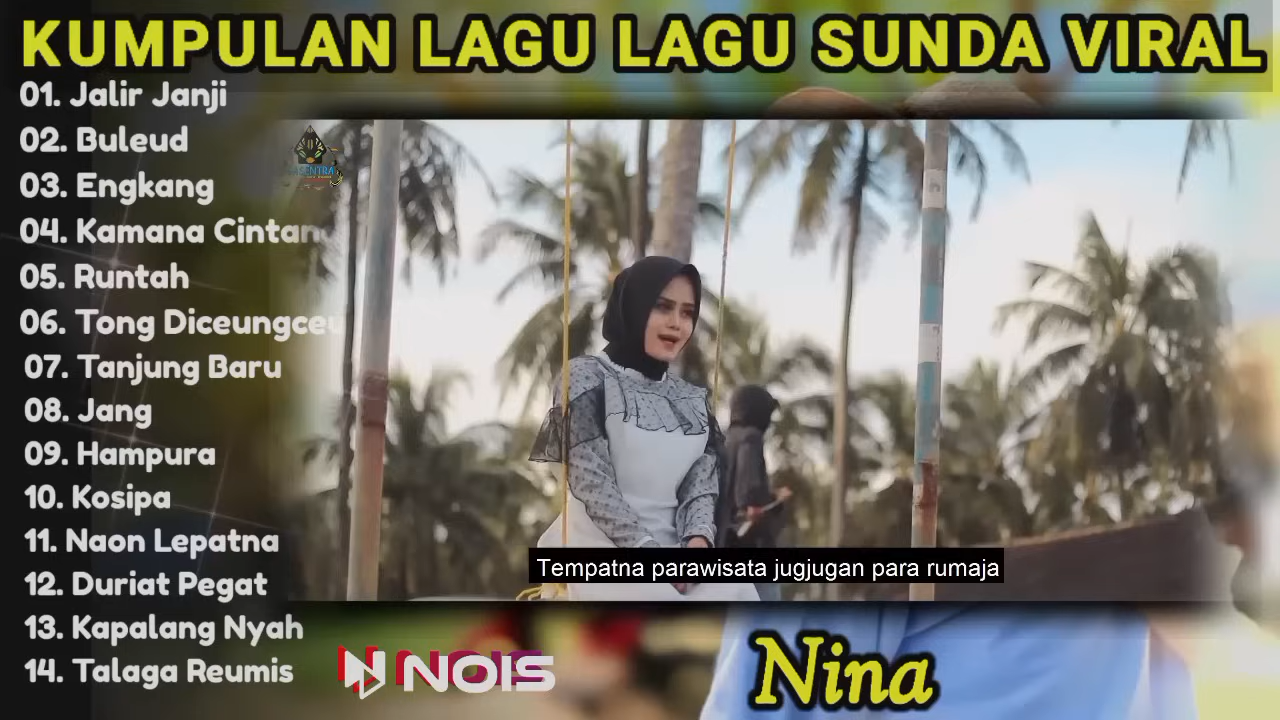 KUMPULAN LAGU LAGU SUNDA VIRAL
01. Jalir Janji
02. Buleud
03. Engkang
04. Kamana Cintana
05. Runtah
06. Tong Diceungceu
07. Tanjung Baru
08. Jang
09. Hampura
10. Kosipa
11. Naon Lepatna
12. Duriat Pegat
13. Kapalang Nyah
14. Talaga Reumis
Tempatna parawisata jugjugan para rumaja
NOIS
Nina